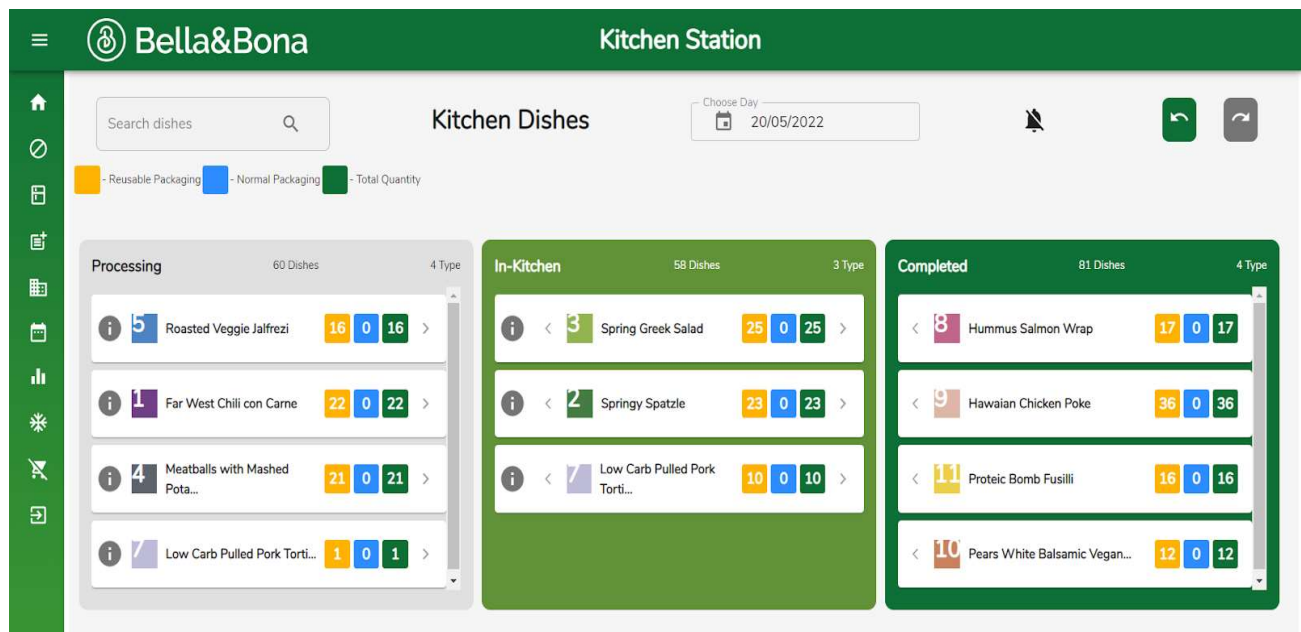 Bella&Bona
Kitchen Station
Search dishes
Kitchen Dishes
Choose Day
20/05/2022
- Reusable Packaging - Normal Packaging - Total Quantity
Processing 60 Dishes 4 Type
5 Roasted Veggie Jalfrezi 16 0 16
1 Far West Chili con Carne 22 0 22
4 Meatballs with Mashed
Pota... 21 0 21
7 Low Carb Pulled Pork Torti... 1 0 1
In-Kitchen 58 Dishes 3 Type
3 Spring Greek Salad 25 0 25
2 Springy Spatzle 23 0 23
7 Low Carb Pulled Pork
Torti... 10 0 10
Completed 81 Dishes 4 Type
8 Hummus Salmon Wrap 17 0 17
9 Hawaian Chicken Poke 36 0 36
11 Proteic Bomb Fusilli 16 0 16
10 Pears White Balsamic Vegan... 12 0 12